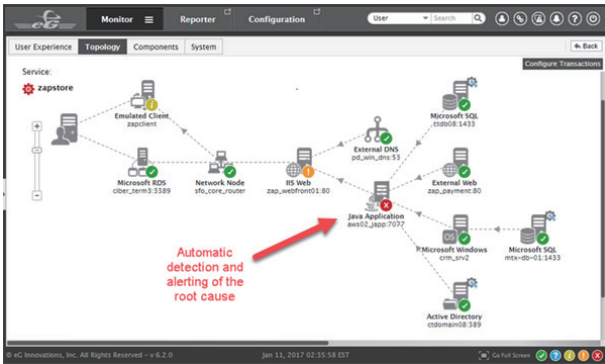 eG
Monitor
Reporter
Configuration
User
Search
User Experience
Topology
Components
System
Back
Configure Transactions
Service:
zapstore
Emulated Client
zapclient
Microsoft SQL
ctdb08:1433
External DNS
pd_win_dns:53
Microsoft RDS
ciber_term3:3389
Network Node
sfo_core_router
IIS Web
zap_webfront01:80
External Web
zap_payment:80
Java Application
aws02_japp:7077
Automatic
detection and
alerting of the
root cause
Microsoft Windows
crm_srv2
Microsoft SQL
mtx-db-01:1433
Active Directory
ctdomain08:389
© eG Innovations, Inc. All Rights Reserved - v 6.2.0
Jan 11, 2017 02:35:58 EST
Go Full Screen